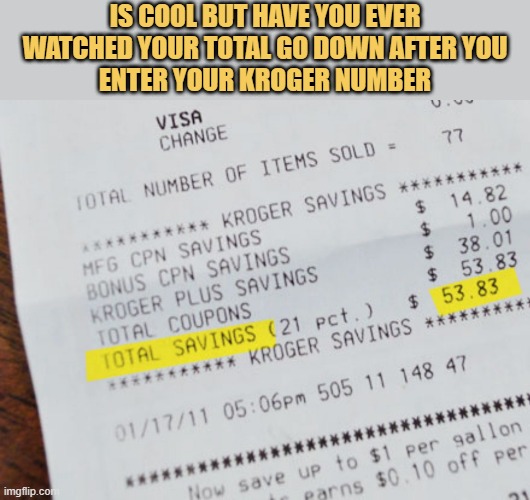 IS COOL BUT HAVE YOU EVER
WATCHED YOUR TOTAL GO DOWN AFTER YOU
ENTER YOUR KROGER NUMBER
VISA
CHANGE
TOTAL NUMBER OF ITEMS SOLD = 77
*********** KROGER SAVINGS ***********
MFG CPN SAVINGS $ 14.82
BONUS CPN SAVINGS $ 1.00
KROGER PLUS SAVINGS $ 38.01
TOTAL COUPONS $ 53.83
TOTAL SAVINGS (21 pct.) $ 53.83
*********** KROGER SAVINGS *********
01/17/11 05:06pm 505 11 148 47
Now save up to $1 per gallon
earns $0.10 off per
imgflip.com